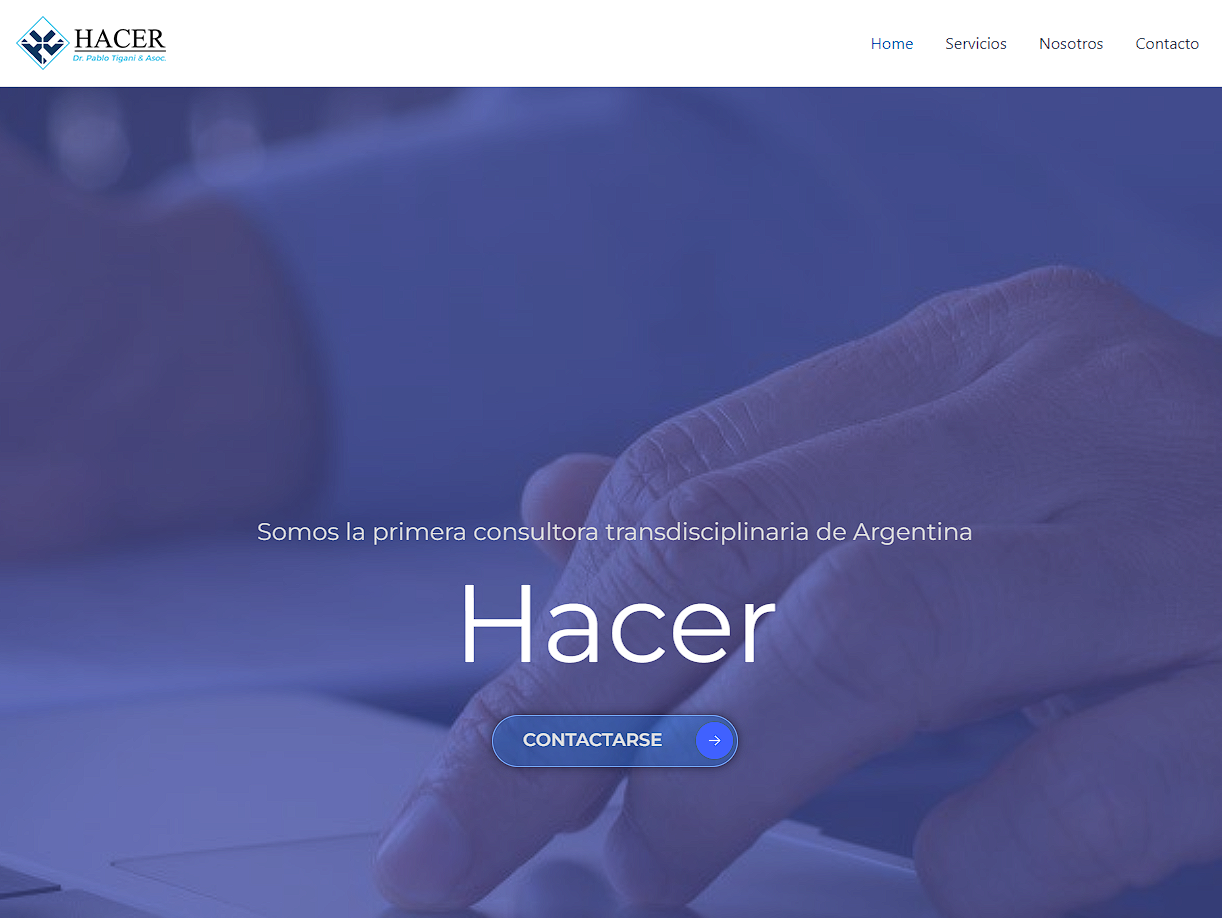 HACER
Dr. Pablo Tigani & Asoc.
Home Servicios Nosotros Contacto
Somos la primera consultora transdisciplinaria de Argentina
Hacer
CONTACTARSE